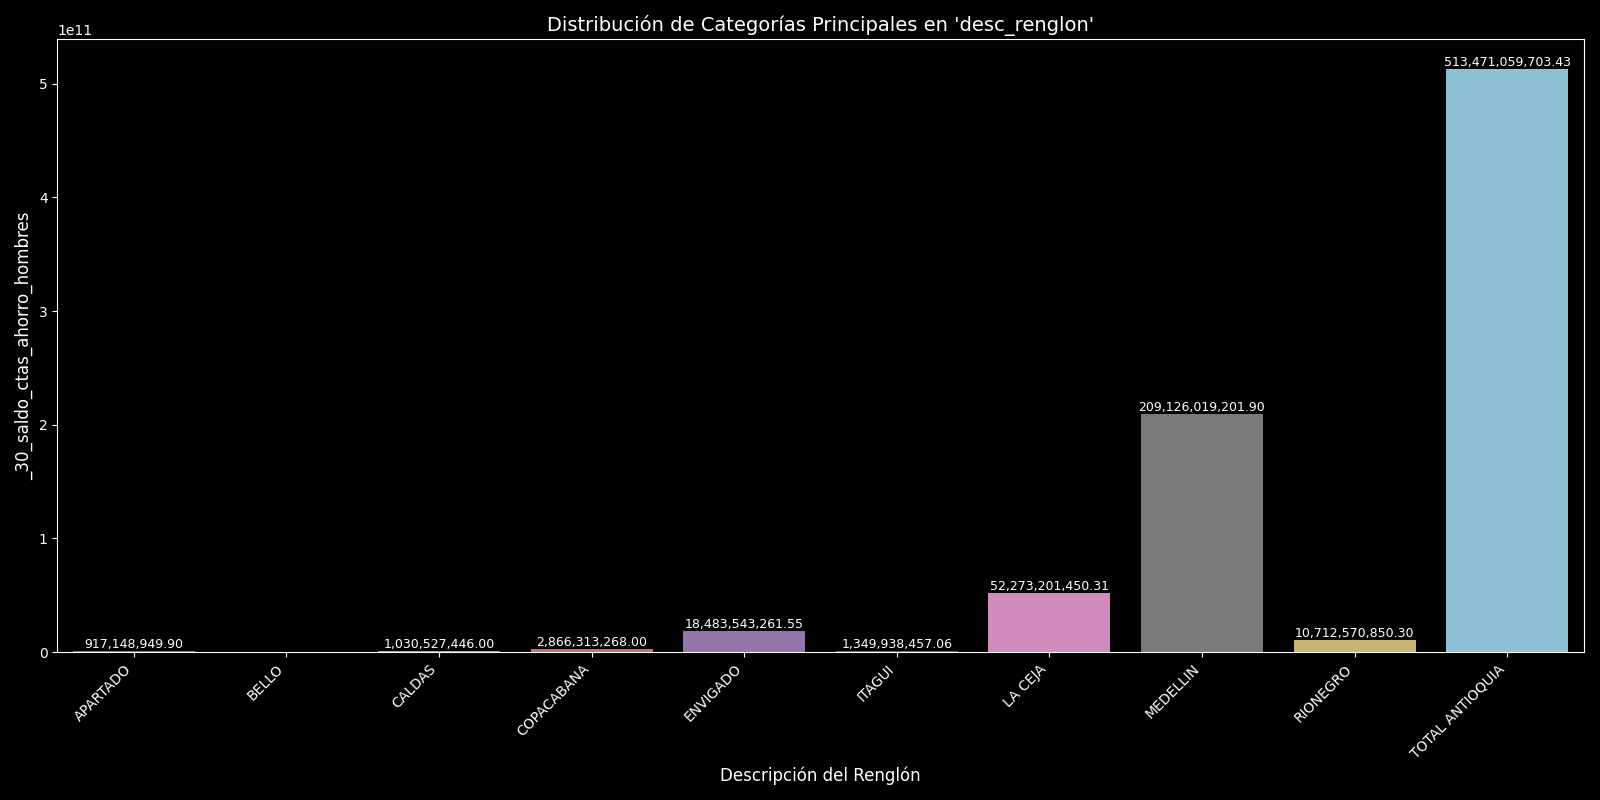 Distribución de Categorías Principales en 'desc_renglon'
1e11
5
4
3
2
1
0
_30_saldo_ctas_ahorro_hombres
917,148,949.90
1,030,527,446.00
2,866,313,268.00
18,483,543,261.55
1,349,938,457.06
52,273,201,450.31
209,126,019,201.90
10,712,570,850.30
513,471,059,703.43
APARTADO
BELLO
CALDAS
COPACABANA
ENVIGADO
ITAGUI
LA CEJA
MEDELLIN
RIONEGRO
TOTAL ANTIOQUIA
Descripción del Renglón